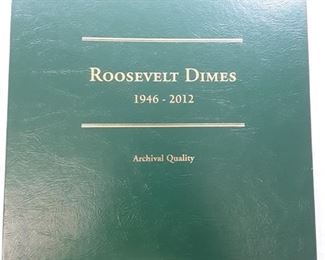 ROOSEVELT DIMES
1946 - 2012
Archival Quality